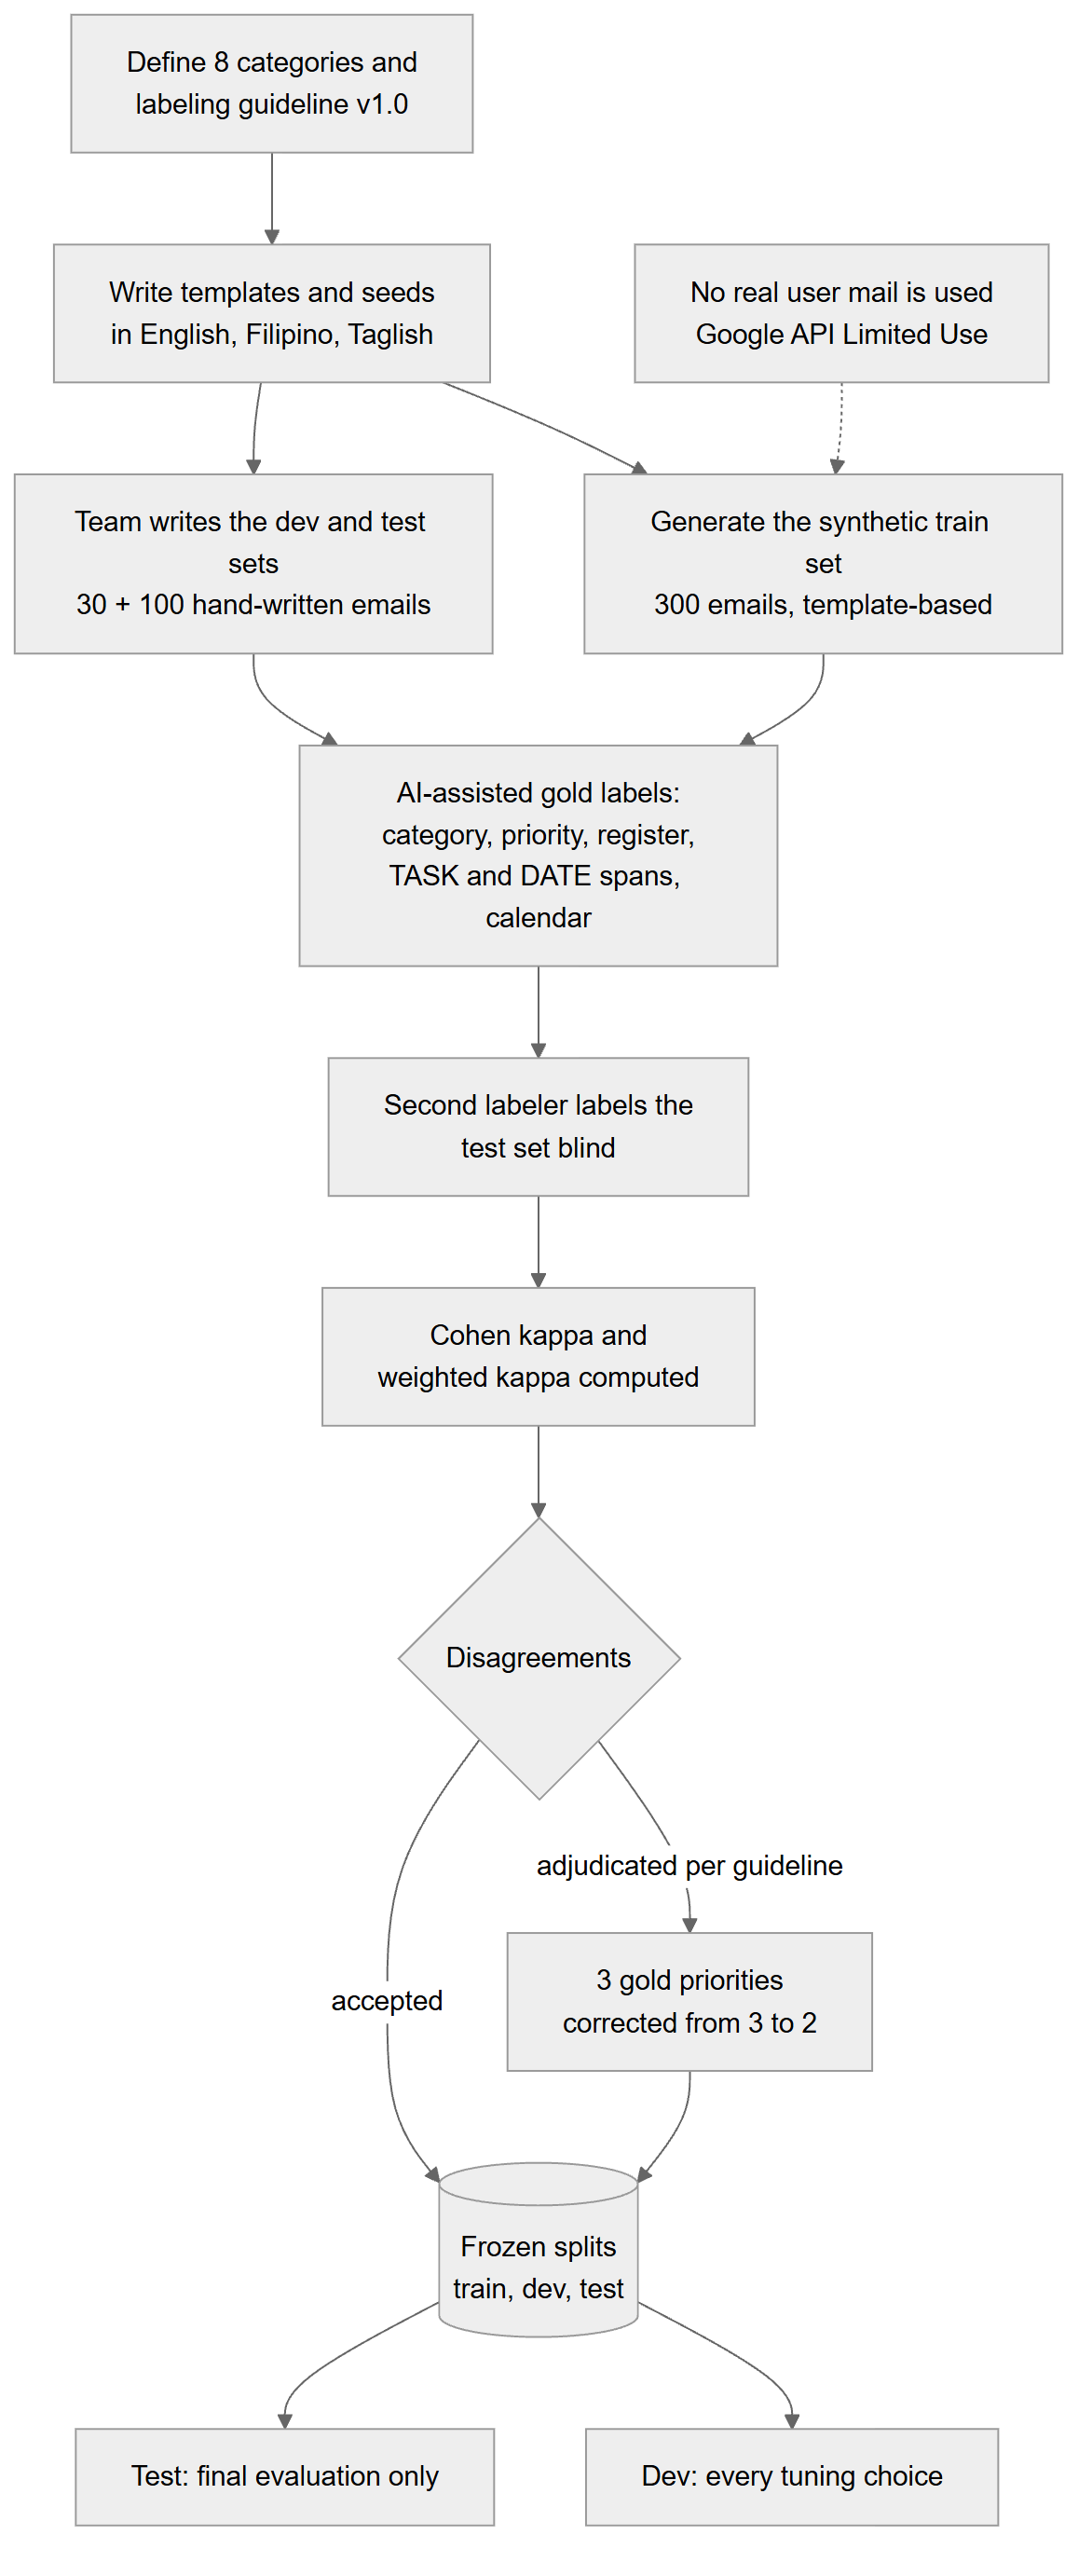 Define 8 categories and
labeling guideline v1.0
Write templates and seeds
in English, Filipino, Taglish
No real user mail is used
Google API Limited Use
Team writes the dev and test
sets
30 + 100 hand-written emails
Generate the synthetic train
set
300 emails, template-based
AI-assisted gold labels:
category, priority, register,
TASK and DATE spans,
calendar
Second labeler labels the
test set blind
Cohen kappa and
weighted kappa computed
Disagreements
adjudicated per guideline
3 gold priorities
corrected from 3 to 2
accepted
Frozen splits
train, dev, test
Test: final evaluation only
Dev: every tuning choice